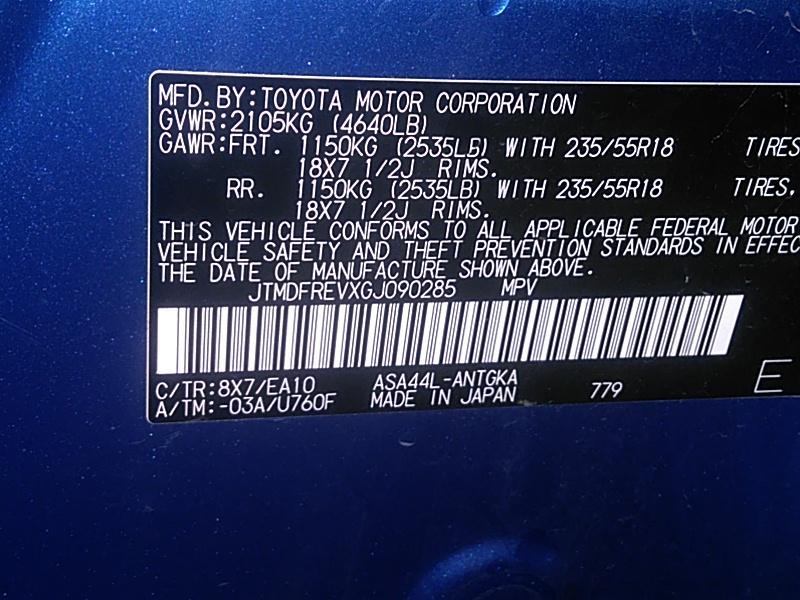 MFD.BY:TOYOTA MOTOR CORPORATION
GVWR:2105KG (4640LB)
GAWR:FRT. 1150KG (2535LB) WITH 235/55R18 TIRES
18X7 1/2J RIMS.
RR. 1150KG (2535LB) WITH 235/55R18 TIRES,
18X7 1/2J RIMS.
THIS VEHICLE CONFORMS TO ALL APPLICABLE FEDERAL MOTOR
VEHICLE SAFETY AND THEFT PREVENTION STANDARDS IN EFFEC
THE DATE OF MANUFACTURE SHOWN ABOVE.
JTMDFREVXGJ090285 MPV
C/TR:8X7/EA10 ASA44L-ANTGKA 779 E
A/TM:-03A/U760F MADE IN JAPAN